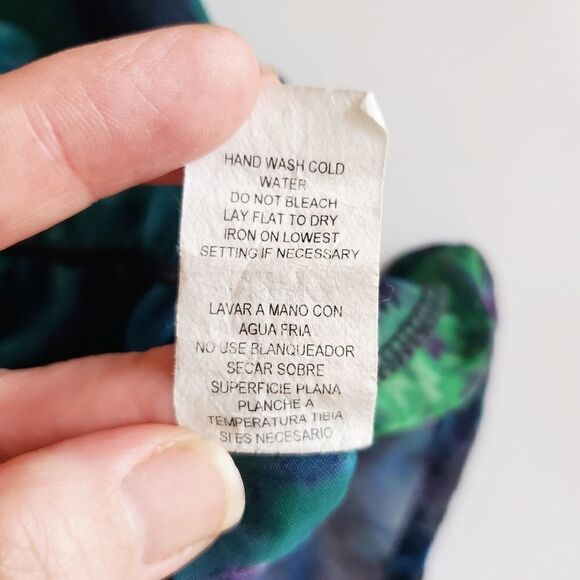 HAND WASH COLD
WATER
DO NOT BLEACH
LAY FLAT TO DRY
IRON ON LOWEST
SETTING IF NECESSARY
LAVAR A MANO CON
AGUA FRIA
NO USE BLANQUEADOR
SECAR SOBRE
SUPERFICIE PLANA
PLANCHE A
TEMPERATURA TIBIA
SI ES NECESARIO